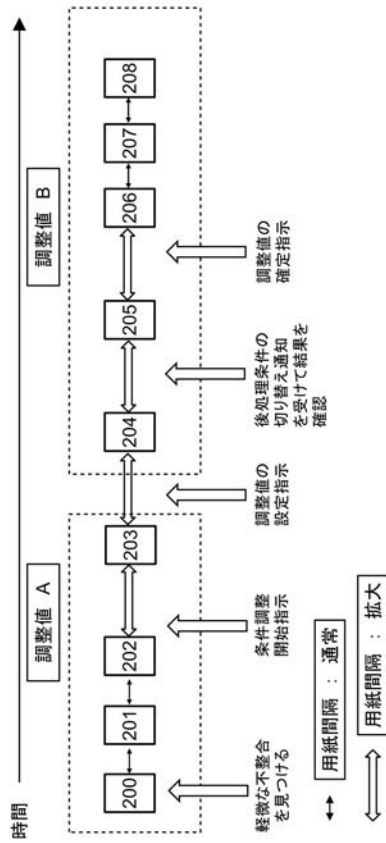 時間
調整値 A
調整値 B
200
201
202
203
204
205
206
207
208
軽微な不整合
を見つける
条件調整
開始指示
調整値の
設定指示
後処理条件の
切り替え通知
を受けて結果を
確認
調整値の
確定指示
用紙間隔：通常
用紙間隔：拡大